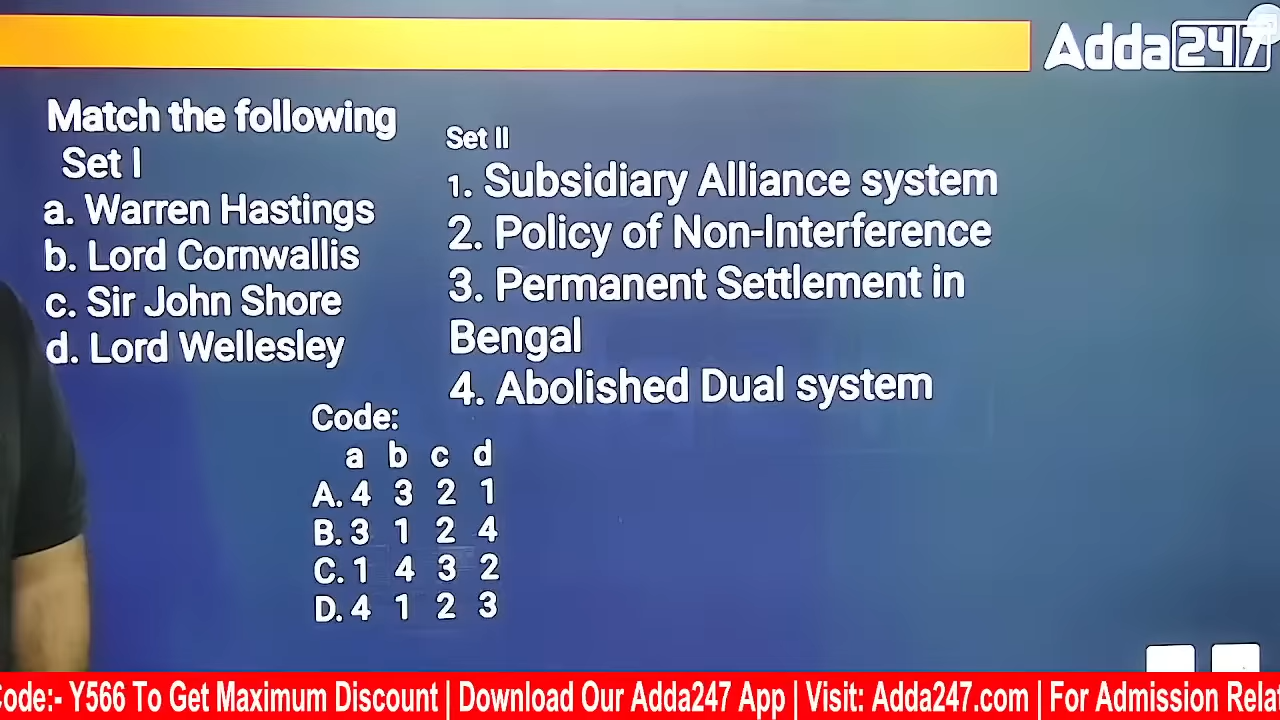 Adda247
Match the following
Set I
a. Warren Hastings
b. Lord Cornwallis
c. Sir John Shore
d. Lord Wellesley
Set II
1. Subsidiary Alliance system
2. Policy of Non-Interference
3. Permanent Settlement in
Bengal
4. Abolished Dual system
Code:
a b c d
A. 4 3 2 1
B. 3 1 2 4
C. 1 4 3 2
D. 4 1 2 3
Code:- Y566 To Get Maximum Discount | Download Our Adda247 App | Visit: Adda247.com | For Admission Relat